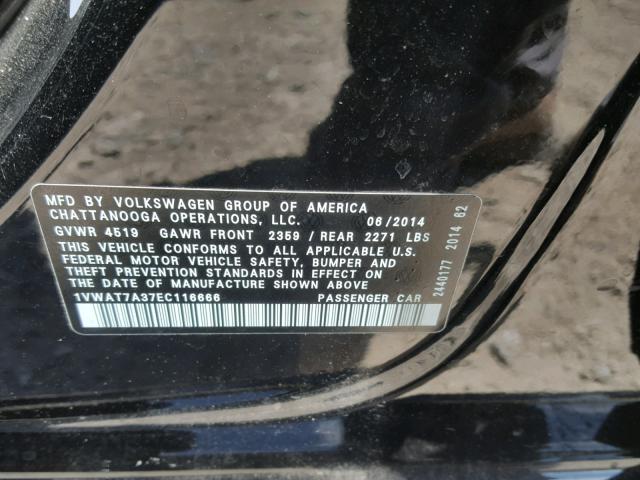 MFD BY VOLKSWAGEN GROUP OF AMERICA
CHATTANOOGA OPERATIONS, LLC. 06/2014
GVWR 4519 GAWR FRONT 2359 / REAR 2271 LBS
THIS VEHICLE CONFORMS TO ALL APPLICABLE U.S.
FEDERAL MOTOR VEHICLE SAFETY, BUMPER AND
THEFT PREVENTION STANDARDS IN EFFECT ON
THE DATE OF MANUFACTURE SHOWN ABOVE
1VWAT7A37EC116666 PASSENGER CAR
2440177 2014 62